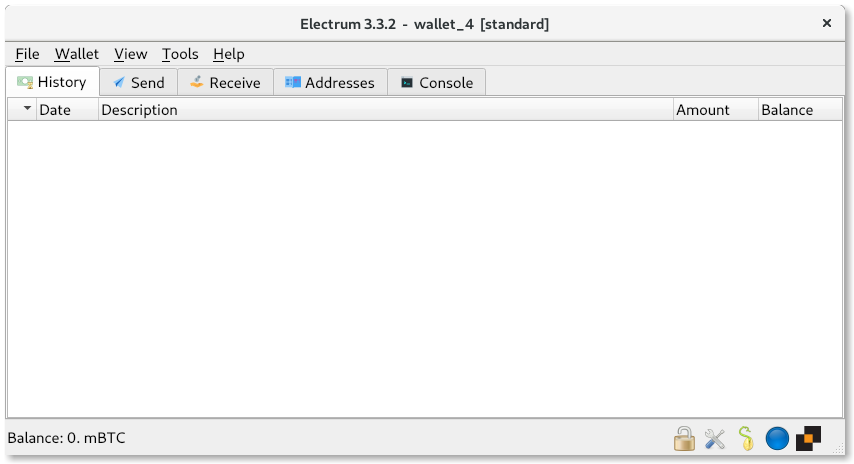 Electrum 3.3.2 - wallet_4 [standard]
File Wallet View Tools Help
History Send Receive Addresses Console
Date Description Amount Balance
Balance: 0. mBTC